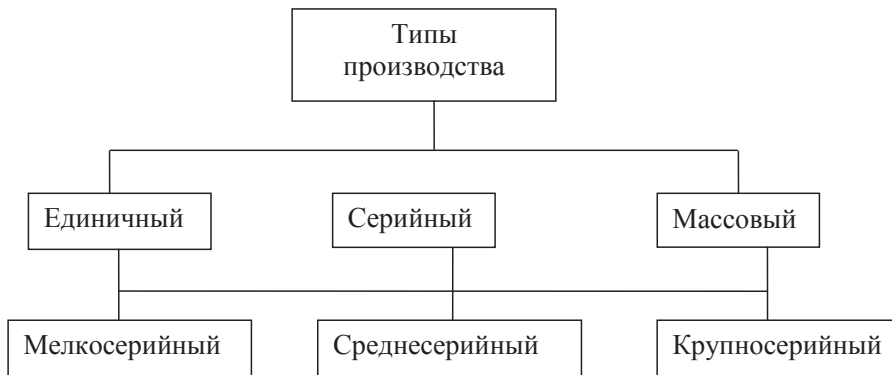 Типы
производства
Единичный
Серийный
Массовый
Мелкосерийный
Среднесерийный
Крупносерийный